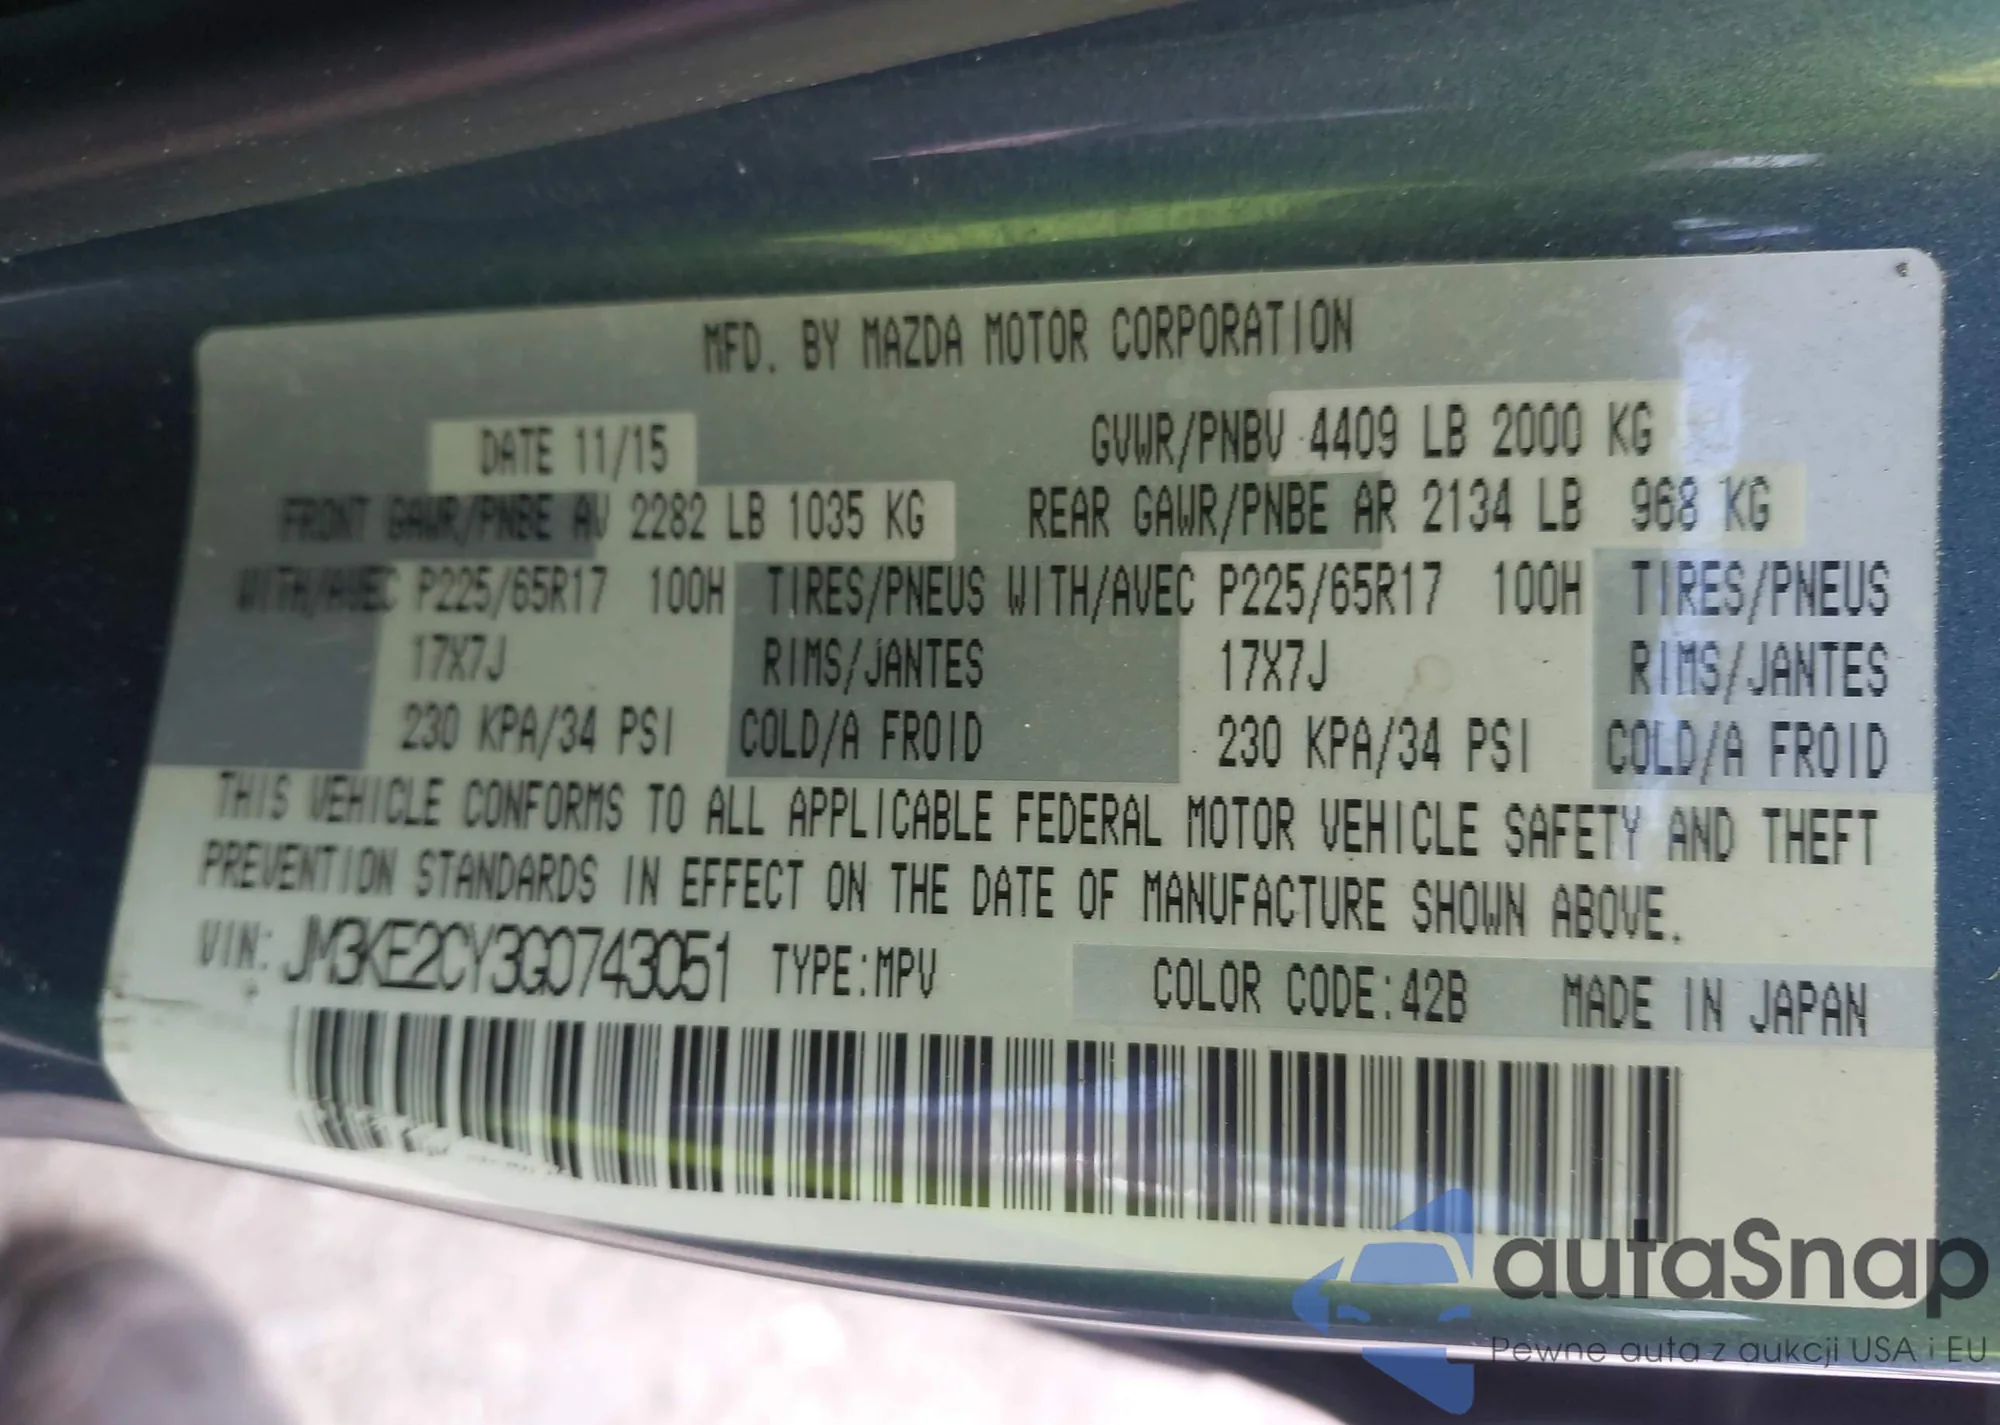 MFD. BY MAZDA MOTOR CORPORATION
DATE 11/15
GVWR/PNBV 4409 LB 2000 KG
FRONT GAWR/PNBE AV 2282 LB 1035 KG
REAR GAWR/PNBE AR 2134 LB 968 KG
WITH/AVEC P225/65R17 100H TIRES/PNEUS WITH/AVEC P225/65R17 100H TIRES/PNEUS
17X7J RIMS/JANTES 17X7J RIMS/JANTES
230 KPA/34 PSI COLD/A FROID 230 KPA/34 PSI COLD/A FROID
THIS VEHICLE CONFORMS TO ALL APPLICABLE FEDERAL MOTOR VEHICLE SAFETY AND THEFT
PREVENTION STANDARDS IN EFFECT ON THE DATE OF MANUFACTURE SHOWN ABOVE.
VIN: JM3KE2CY3G0743051 TYPE:MPV COLOR CODE:42B MADE IN JAPAN
autaSnap
Pewne auta z aukcji USA i EU